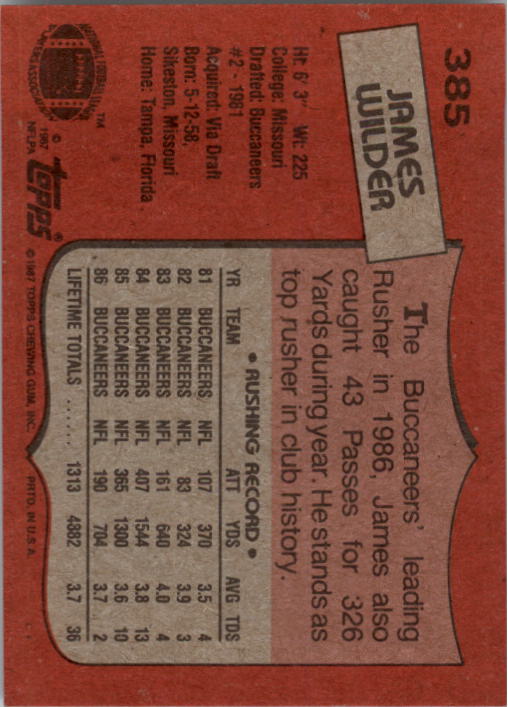 385
JAMES
WILDER
Ht: 6' 3" Wt: 225
College: Missouri
Drafted: Buccaneers
#2 - 1981
Acquired: Via Draft
Born: 5-12-58,
Sikeston, Missouri
Home: Tampa, Florida
The Buccaneers' leading
Rusher in 1986, James also
caught 43 Passes for 326
Yards during year. He stands as
top rusher in club history.
• RUSHING RECORD •
YR TEAM ATT YDS AVG TDS
81 BUCCANEERS NFL 107 370 3.5 4
82 BUCCANEERS NFL 83 324 3.9 3
83 BUCCANEERS NFL 161 640 4.0 4
84 BUCCANEERS NFL 407 1544 3.8 13
85 BUCCANEERS NFL 365 1300 3.6 10
86 BUCCANEERS NFL 190 704 3.7 2
LIFETIME TOTALS ...... 1313 4882 3.7 36
NATIONAL FOOTBALL LEAGUE
PLAYERS ASSOCIATION
TM
©
1987
NFLPA
Topps®
©1987 TOPPS CHEWING GUM, INC. PRTD. IN U.S.A.